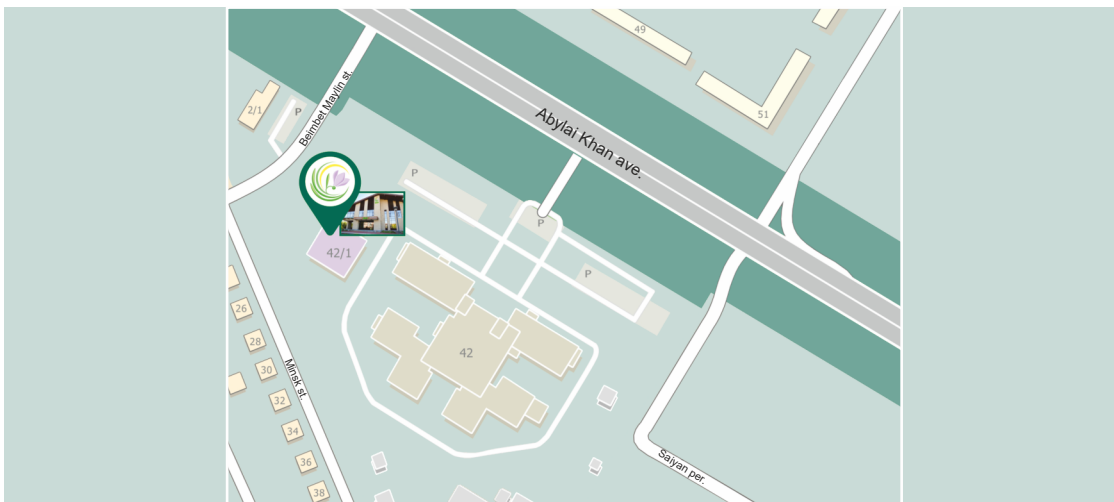 49
51
Abylai Khan ave.
Beimbet Maylin st.
2/1
P
P
P
P
42/1
42
26
28
30
32
34
36
38
Minsk st.
Saiyan per.